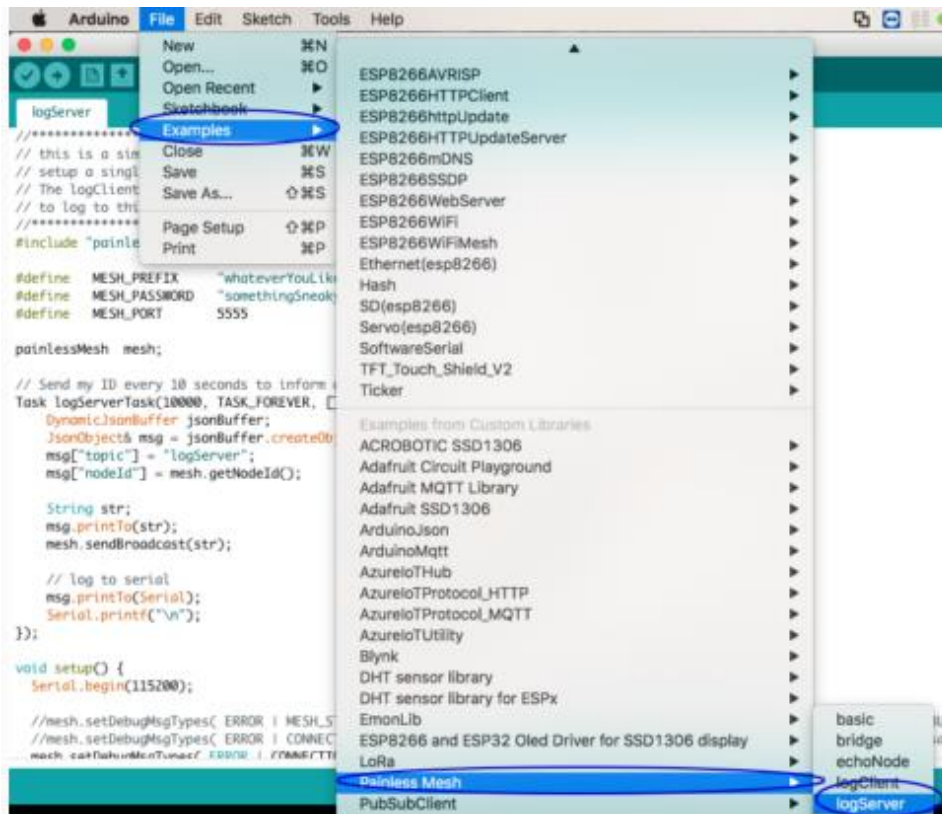 Arduino File Edit Sketch Tools Help
New ⌘N
Open... ⌘O
Open Recent
Sketchbook
Examples
Close ⌘W
Save ⌘S
Save As... ⇧⌘S
Page Setup ⇧⌘P
Print ⌘P
logServer
//**************
// this is a sim
// setup a singl
// The logClient
// to log to thi
//**************
#include "painle
#define MESH_PREFIX "whateverYouLik
#define MESH_PASSWORD "somethingSneaky
#define MESH_PORT 5555
painlessMesh mesh;
// Send my ID every 10 seconds to inform
Task logServerTask(10000, TASK_FOREVER, [
DynamicJsonBuffer jsonBuffer;
JsonObject& msg = jsonBuffer.createOb
msg["topic"] = "logServer";
msg["nodeId"] = mesh.getNodeId();
String str;
msg.printTo(str);
mesh.sendBroadcast(str);
// log to serial
msg.printTo(Serial);
Serial.printf("\n");
});
void setup() {
Serial.begin(115200);
//mesh.setDebugMsgTypes( ERROR | MESH_S
//mesh.setDebugMsgTypes( ERROR | CONNEC
mesh.setDebugMsgTypes( ERROR | CONNECTI
ESP8266AVRISP
ESP8266HTTPClient
ESP8266httpUpdate
ESP8266HTTPUpdateServer
ESP8266mDNS
ESP8266SSDP
ESP8266WebServer
ESP8266WiFi
ESP8266WiFiMesh
Ethernet(esp8266)
Hash
SD(esp8266)
Servo(esp8266)
SoftwareSerial
TFT_Touch_Shield_V2
Ticker
Examples from Custom Libraries
ACROBOTIC SSD1306
Adafruit Circuit Playground
Adafruit MQTT Library
Adafruit SSD1306
ArduinoJson
ArduinoMqtt
AzureIoTHub
AzureIoTProtocol_HTTP
AzureIoTProtocol_MQTT
AzureIoTUtility
Blynk
DHT sensor library
DHT sensor library for ESPx
EmonLib
ESP8266 and ESP32 Oled Driver for SSD1306 display
LoRa
Painless Mesh
PubSubClient
basic
bridge
echoNode
logClient
logServer